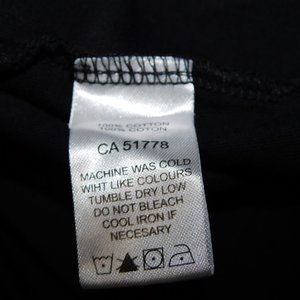 100% COTTON
100% COTON
CA 51778
MACHINE WAS COLD
WIHT LIKE COLOURS
TUMBLE DRY LOW
DO NOT BLEACH
COOL IRON IF
NECESARY